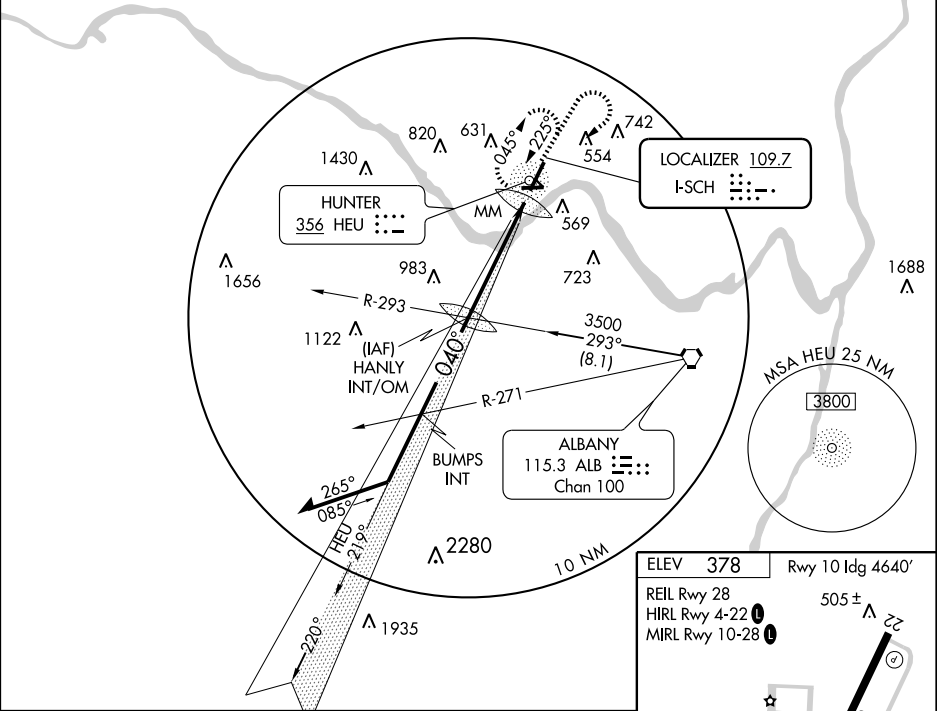 820
631
045°
225°
742
554
1430
LOCALIZER 109.7
I-SCH
HUNTER
356 HEU
MM
569
1656
983
723
1688
R-293
1122
3500
293°
(8.1)
(IAF)
HANLY
INT/OM
040°
MSA HEU 25 NM
3800
R-271
BUMPS
INT
ALBANY
115.3 ALB
Chan 100
265°
085°
HEU
219°
2280
10 NM
1935
220°
ELEV 378
Rwy 10 ldg 4640'
REIL Rwy 28
HIRL Rwy 4-22 L
MIRL Rwy 10-28 L
505 ±
22
P